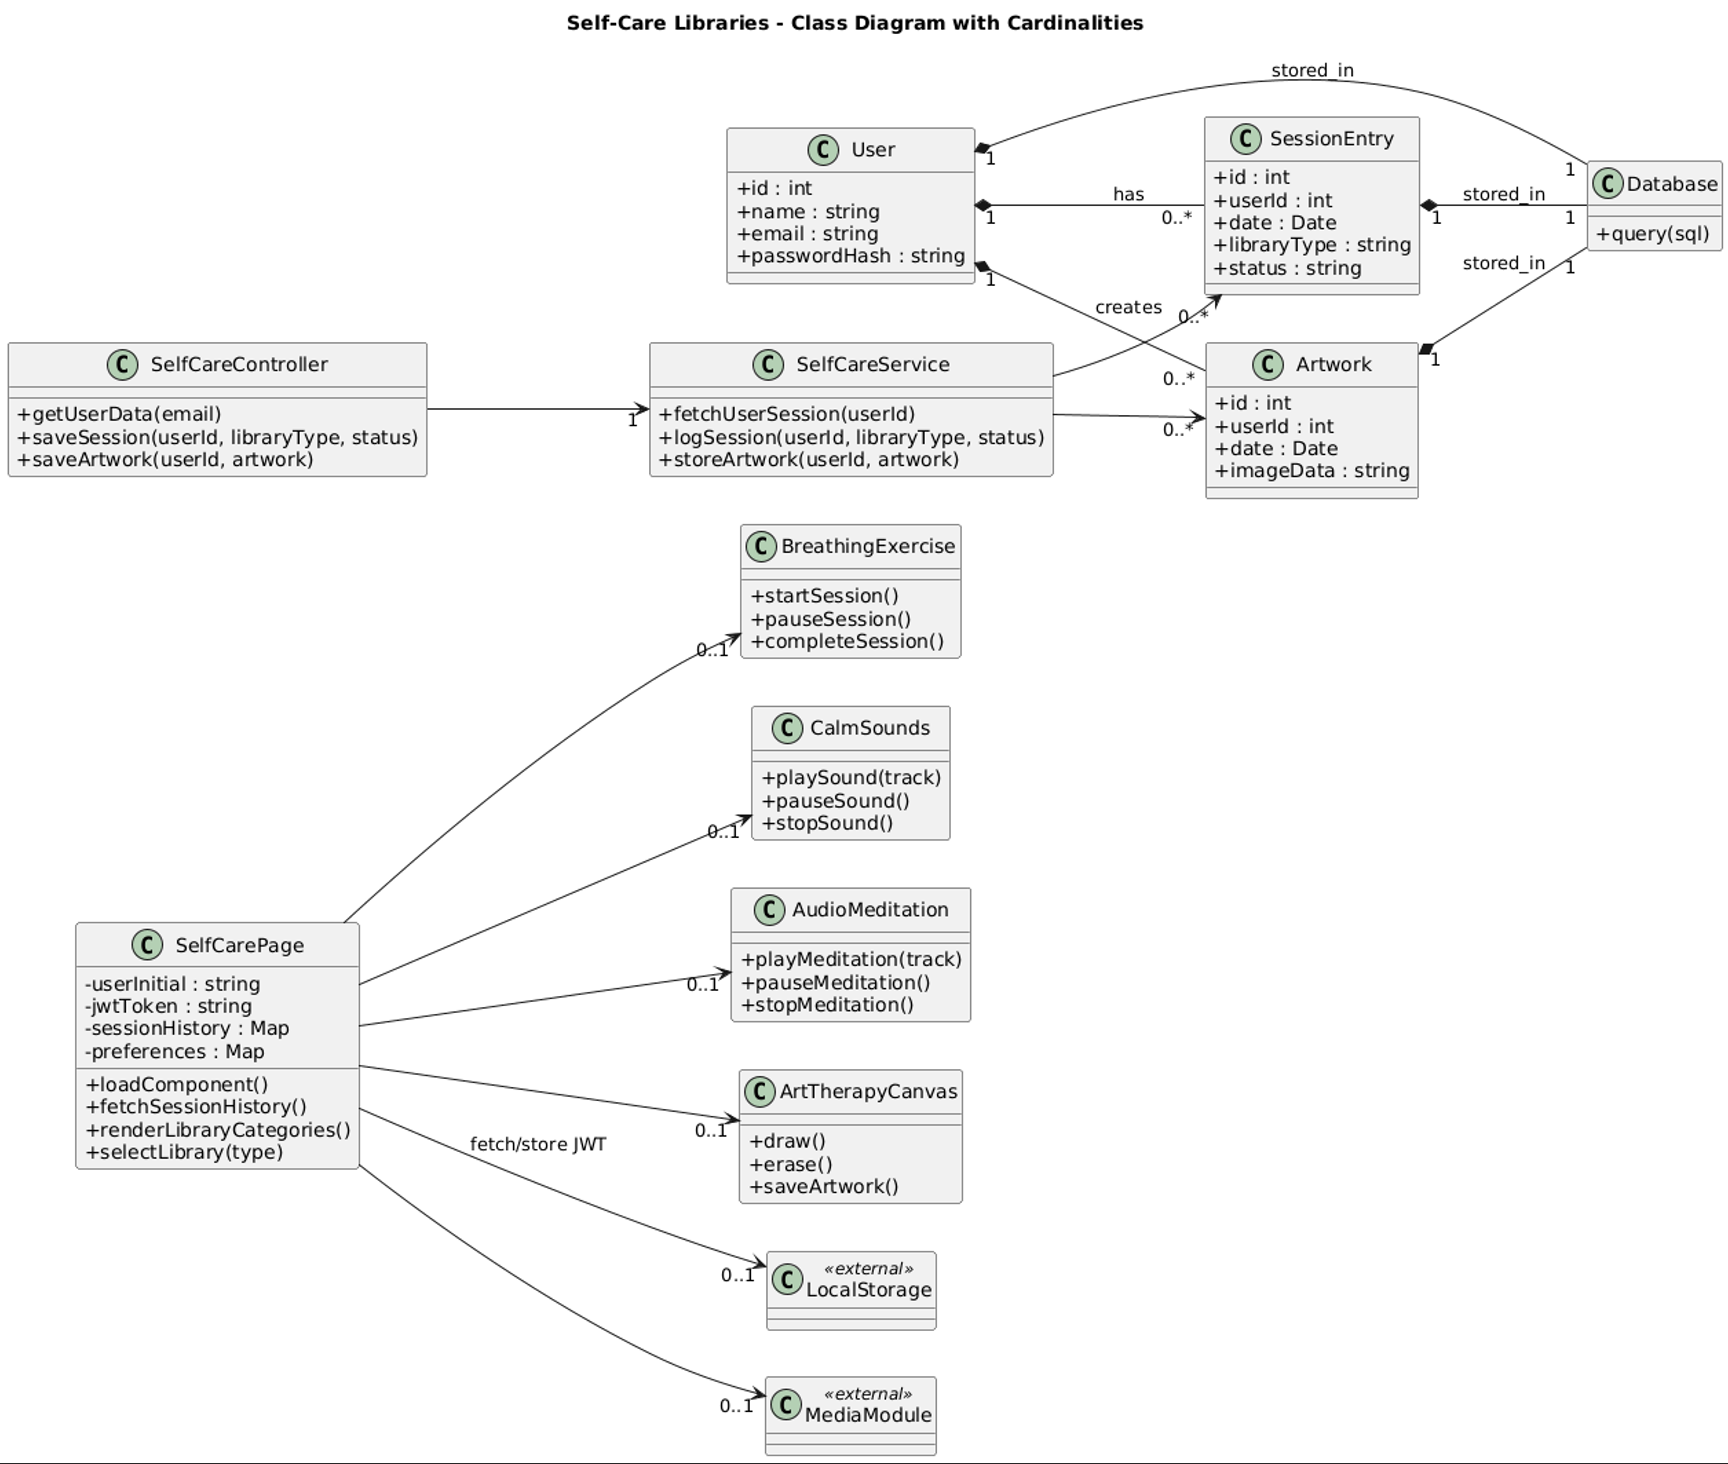 Self-Care Libraries - Class Diagram with Cardinalities
C User
+id : int
+name : string
+email : string
+passwordHash : string
C SessionEntry
+id : int
+userId : int
+date : Date
+libraryType : string
+status : string
C Database
+query(sql)
stored_in
1
1
has
1
0..*
stored_in
1
1
creates
1
0..*
stored_in
1
1
C SelfCareController
+getUserData(email)
+saveSession(userId, libraryType, status)
+saveArtwork(userId, artwork)
1
C SelfCareService
+fetchUserSession(userId)
+logSession(userId, libraryType, status)
+storeArtwork(userId, artwork)
0..*
0..*
C Artwork
+id : int
+userId : int
+date : Date
+imageData : string
C BreathingExercise
+startSession()
+pauseSession()
+completeSession()
0..1
C CalmSounds
+playSound(track)
+pauseSound()
+stopSound()
0..1
C AudioMeditation
+playMeditation(track)
+pauseMeditation()
+stopMeditation()
0..1
C SelfCarePage
-userInitial : string
-jwtToken : string
-sessionHistory : Map
-preferences : Map
+loadComponent()
+fetchSessionHistory()
+renderLibraryCategories()
+selectLibrary(type)
C ArtTherapyCanvas
+draw()
+erase()
+saveArtwork()
0..1
fetch/store JWT
0..1
«external»
C LocalStorage
0..1
«external»
C MediaModule